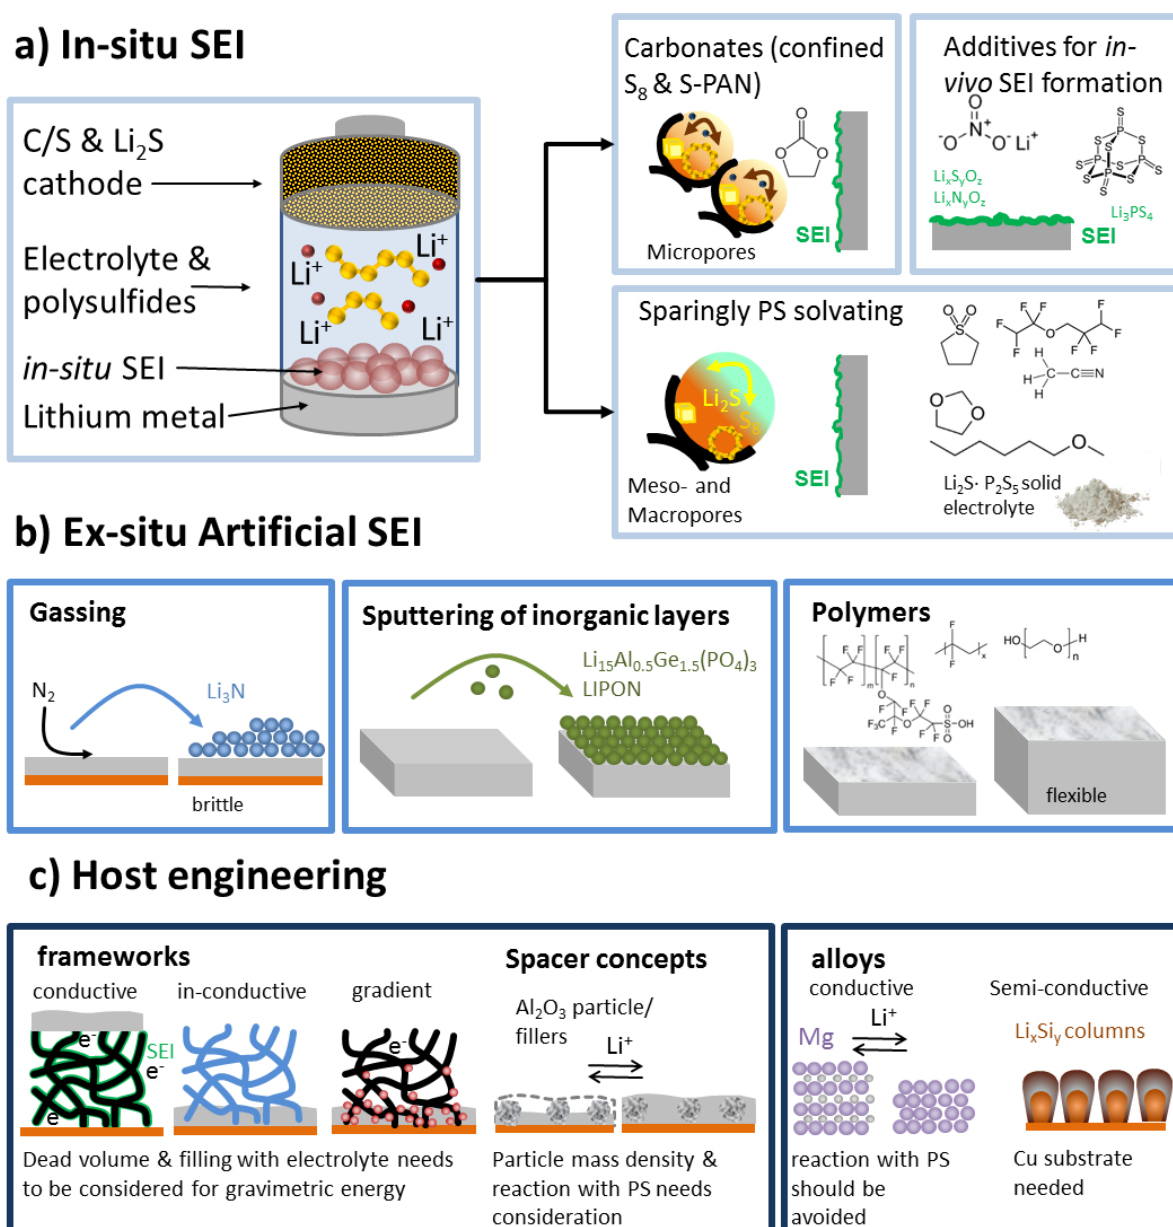 a) In-situ SEI
C/S & Li2S
cathode
Electrolyte &
polysulfides
in-situ SEI
Lithium metal
Li+
Li+
Li+
Li+
Carbonates (confined
S8 & S-PAN)
O
O
O
SEI
Micropores
Additives for in-
vivo SEI formation
O
N+
-O
O- Li+
S
P
S
S
S
S
P
P
S
P
S
S
S
S
LixSyOz
LixNyOz
Li3PS4
SEI
Sparingly PS solvating
Li2S
S8
SEI
Meso- and
Macropores
O O
S
F F
F
F
O
F
F
F F
H
H C C≡N
H
O
O
O
Li2S· P2S5 solid
electrolyte
b) Ex-situ Artificial SEI
Gassing
N2
Li3N
brittle
Sputtering of inorganic layers
Li15Al0.5Ge1.5(PO4)3
LIPON
Polymers
F F
F F
F F
F
m
n
O
F
F
F
F3C
O
F
F F
F F
O
S OH
O
F
F
x
HO
O
H
n
flexible
c) Host engineering
frameworks
conductive
in-conductive
gradient
e-
SEI
e-
e
e-
Dead volume & filling with electrolyte needs
to be considered for gravimetric energy
Spacer concepts
Al2O3 particle/
fillers
Li+
Particle mass density &
reaction with PS needs
consideration
alloys
conductive
Li+
Mg
reaction with PS
should be
avoided
Semi-conductive
LixSiy columns
Cu substrate
needed